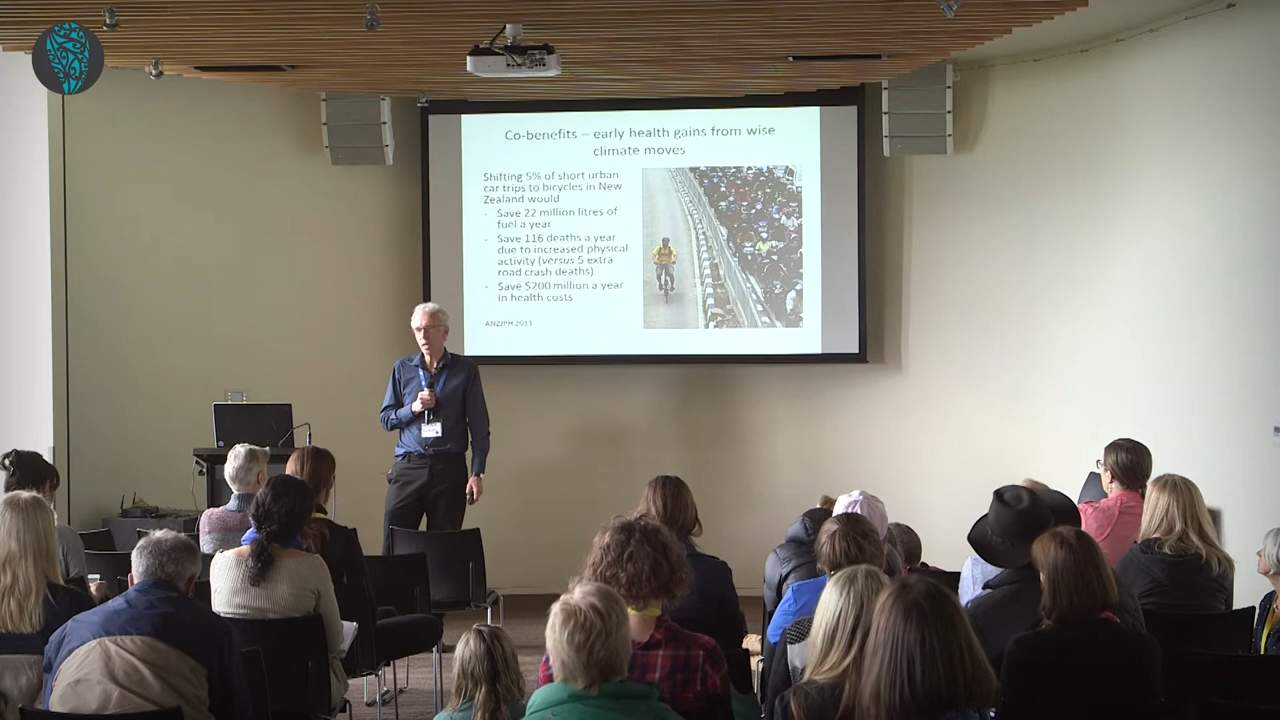 Co-benefits – early health gains from wise
climate moves
Shifting 5% of short urban
car trips to bicycles in New
Zealand would
- Save 22 million litres of
fuel a year
- Save 116 deaths a year
due to increased physical
activity (versus 5 extra
road crash deaths)
- Save $200 million a year
in health costs
ANZJPH 2011